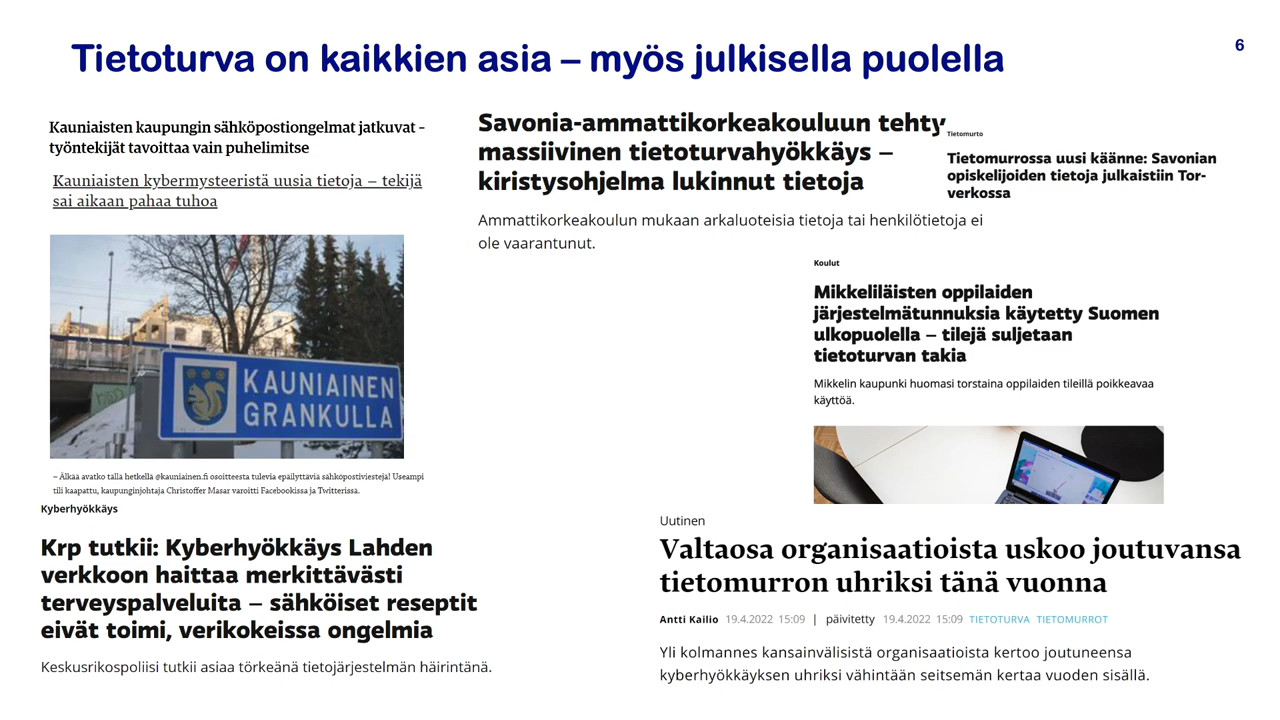 Tietoturva on kaikkien asia – myös julkisella puolella
6
Kauniaisten kaupungin sähköpostiongelmat jatkuvat –
työntekijät tavoittaa vain puhelimitse
Kauniaisten kybermysteeristä uusia tietoja – tekijä
sai aikaan pahaa tuhoa
KAUNIAINEN
GRANKULLA
– Älkää avatko tällä hetkellä @kauniainen.fi osoitteesta tulevia epäilyttäviä sähköpostiviestejä! Useampi
tili kaapattu, kaupunginjohtaja Christoffer Masar varoitti Facebookissa ja Twitterissa.
Savonia-ammattikorkeakouluun tehty
massiivinen tietoturvahyökkäys –
kiristysohjelma lukinnut tietoja
Ammattikorkeakoulun mukaan arkaluoteisia tietoja tai henkilötietoja ei
ole vaarantunut.
Tietomurto
Tietomurrossa uusi käänne: Savonian
opiskelijoiden tietoja julkaistiin Tor-
verkossa
Koulut
Mikkeliläisten oppilaiden
järjestelmätunnuksia käytetty Suomen
ulkopuolella – tilejä suljetaan
tietoturvan takia
Mikkelin kaupunki huomasi torstaina oppilaiden tileillä poikkeavaa
käyttöä.
Kyberhyökkäys
Krp tutkii: Kyberhyökkäys Lahden
verkkoon haittaa merkittävästi
terveyspalveluita – sähköiset reseptit
eivät toimi, verikokeissa ongelmia
Keskusrikospoliisi tutkii asiaa törkeänä tietojärjestelmän häirintänä.
Uutinen
Valtaosa organisaatioista uskoo joutuvansa
tietomurron uhriksi tänä vuonna
Antti Kailio 19.4.2022 15:09 | päivitetty 19.4.2022 15:09 TIETOTURVA TIETOMURROT
Yli kolmannes kansainvälisistä organisaatioista kertoo joutuneensa
kyberhyökkäyksen uhriksi vähintään seitsemän kertaa vuoden sisällä.